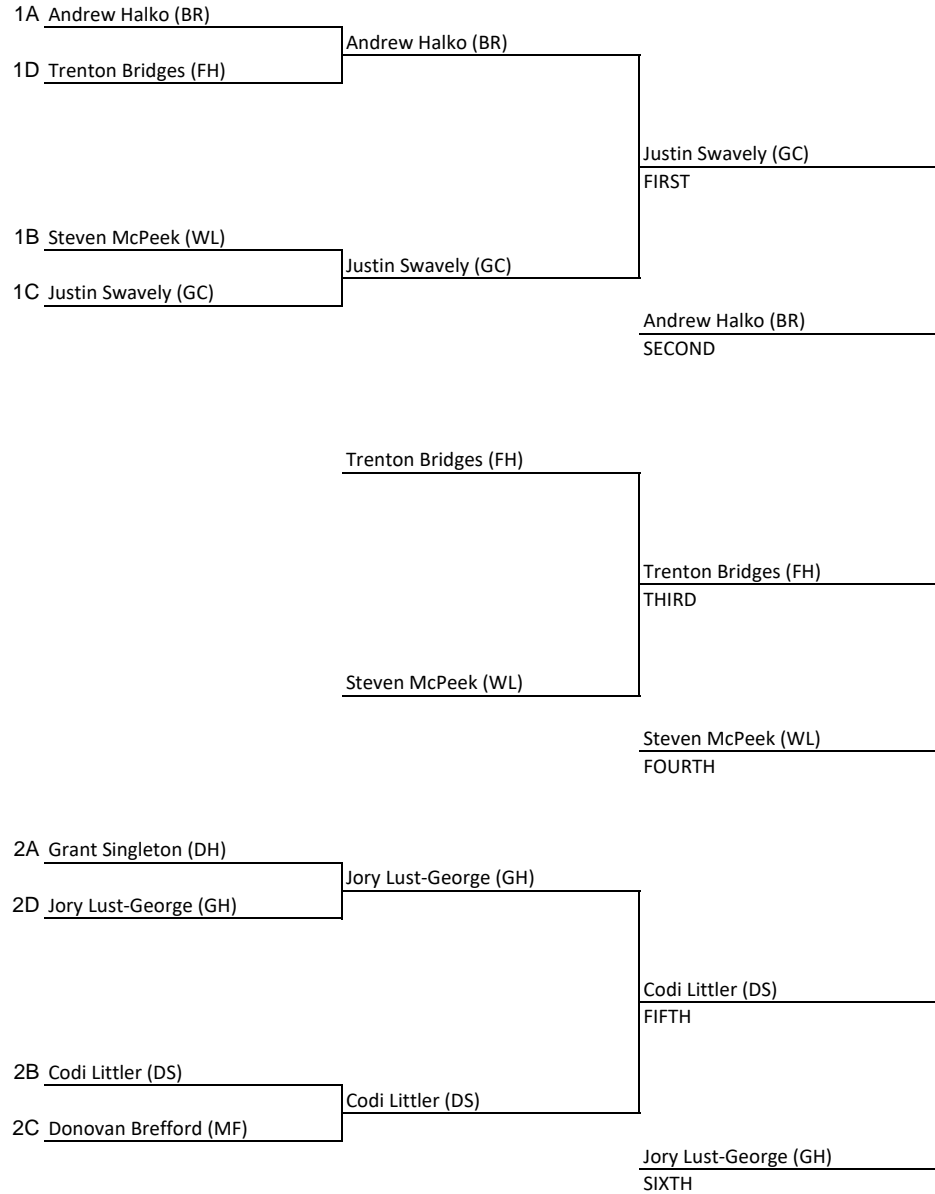 1A Andrew Halko (BR)
Andrew Halko (BR)
1D Trenton Bridges (FH)
Justin Swavely (GC)
FIRST
1B Steven McPeek (WL)
Justin Swavely (GC)
1C Justin Swavely (GC)
Andrew Halko (BR)
SECOND
Trenton Bridges (FH)
Trenton Bridges (FH)
THIRD
Steven McPeek (WL)
Steven McPeek (WL)
FOURTH
2A Grant Singleton (DH)
Jory Lust-George (GH)
2D Jory Lust-George (GH)
Codi Littler (DS)
FIFTH
2B Codi Littler (DS)
Codi Littler (DS)
2C Donovan Brefford (MF)
Jory Lust-George (GH)
SIXTH